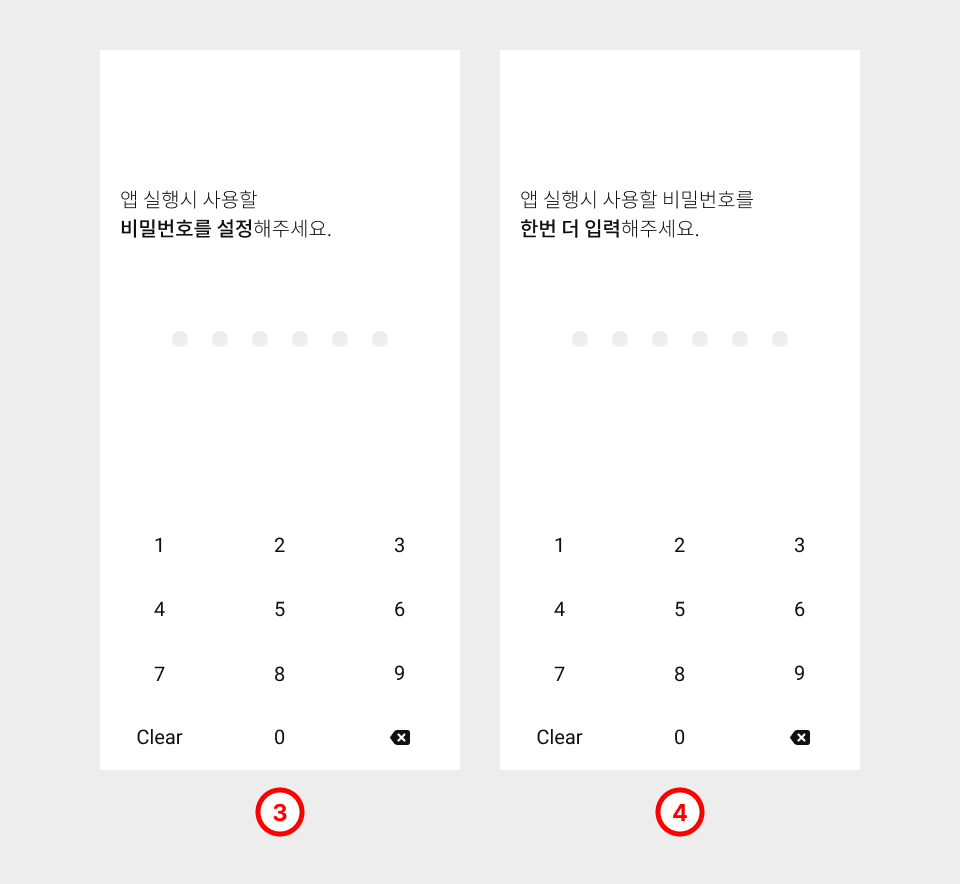 앱 실행시 사용할
비밀번호를 설정해주세요.
1 2 3
4 5 6
7 8 9
Clear 0
3
앱 실행시 사용할 비밀번호를
한번 더 입력해주세요.
1 2 3
4 5 6
7 8 9
Clear 0
4